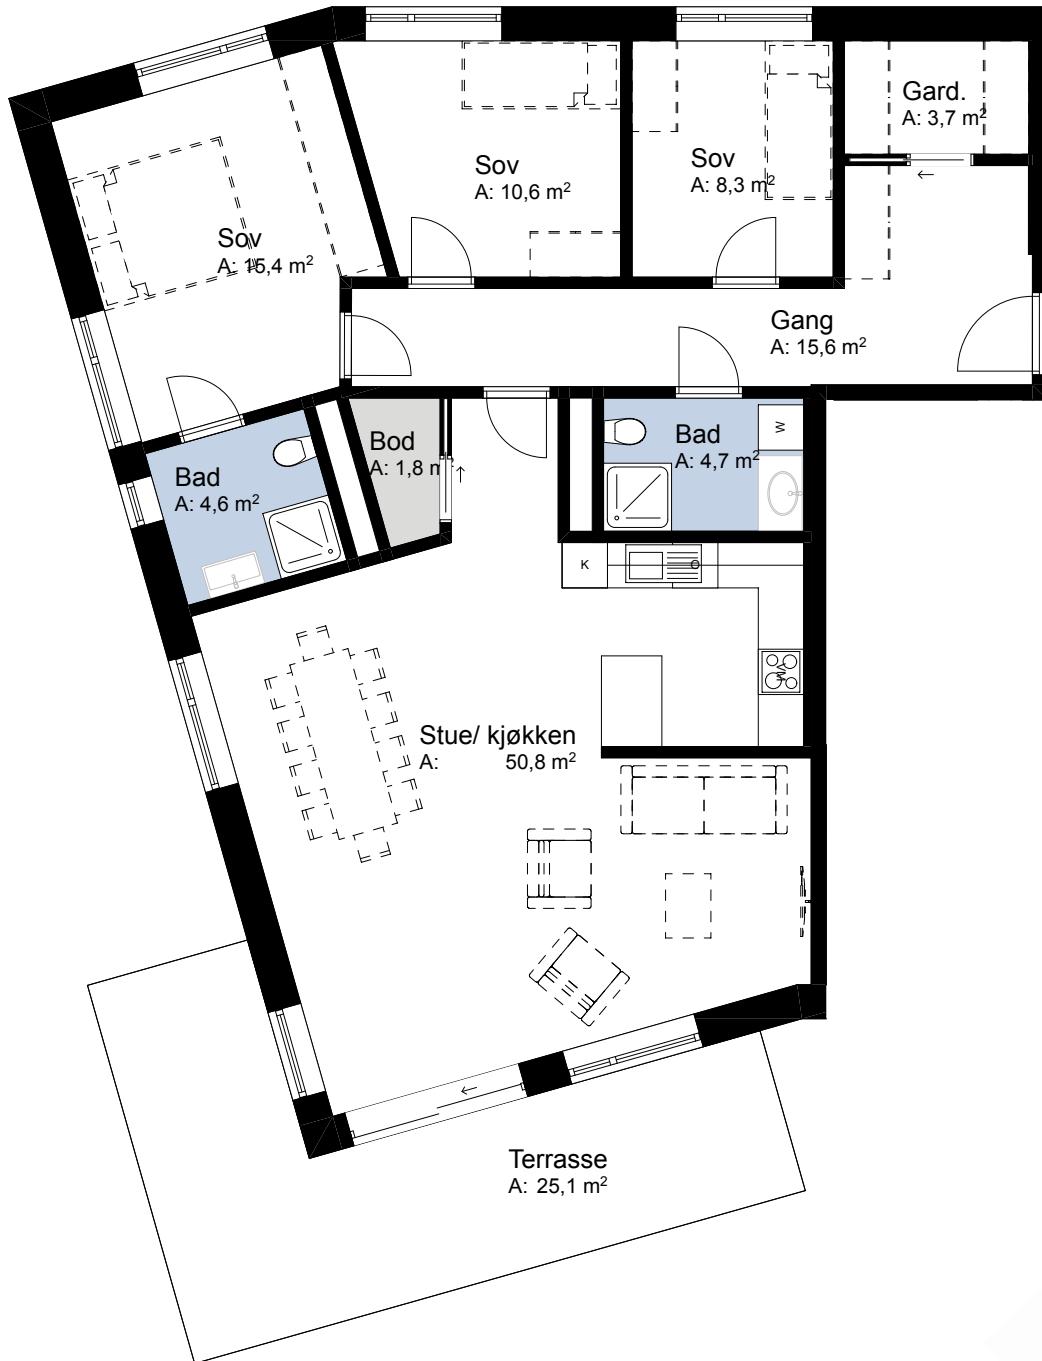 Gard.
A: 3,7 m²
Sov
A: 10,6 m²
Sov
A: 8,3 m²
Sov
A: 15,4 m²
Gang
A: 15,6 m²
Bod
A: 1,8 m²
Bad
A: 4,7 m²
W
Bad
A: 4,6 m²
K
VM
Stue/ kjøkken
A: 50,8 m²
Terrasse
A: 25,1 m²